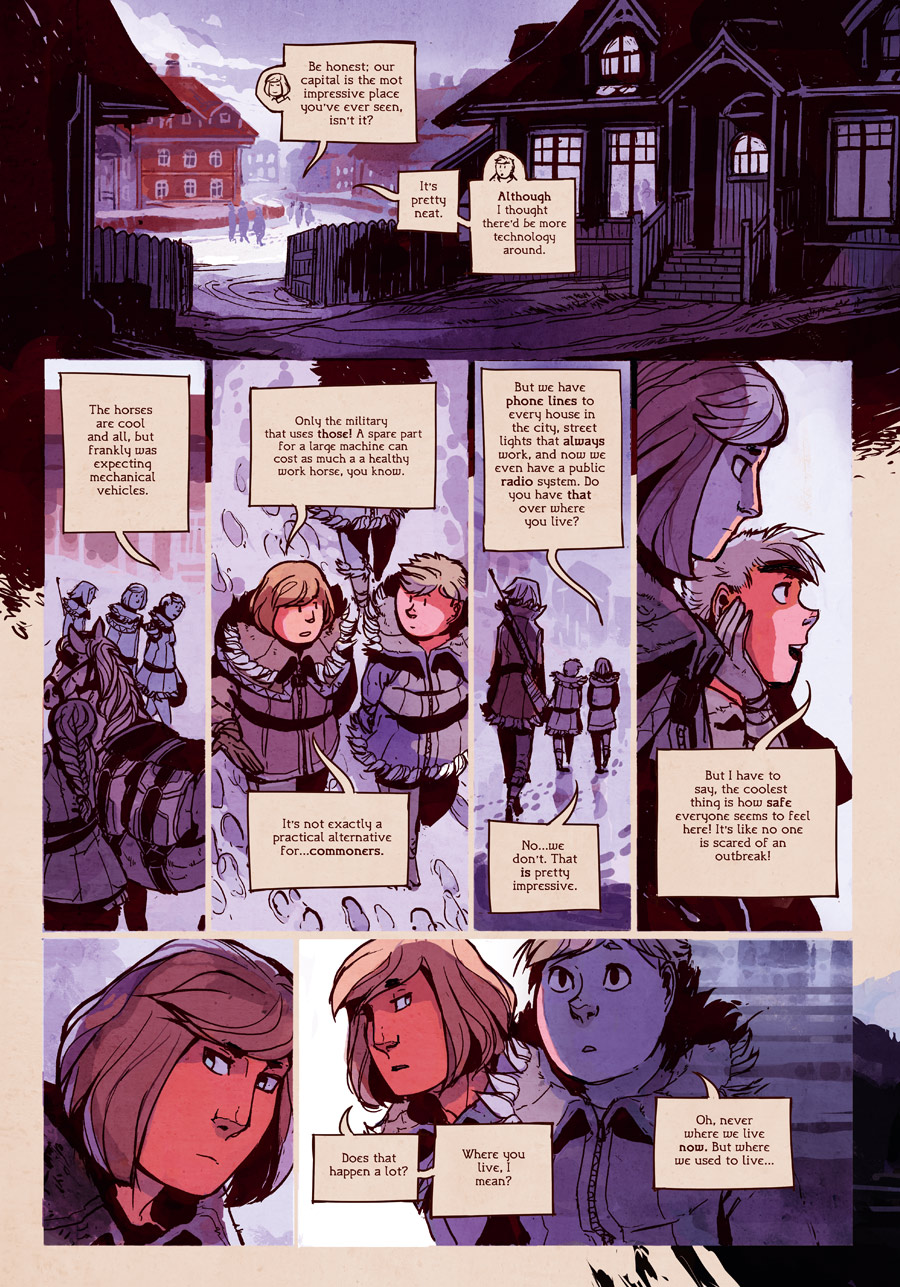 Be honest; our
capital is the mot
impressive place
you've ever seen,
isn't it?
It's
pretty
neat.
Although
I thought
there'd be more
technology
around.
The horses
are cool
and all, but
frankly was
expecting
mechanical
vehicles.
Only the military
that uses those! A spare part
for a large machine can
cost as much a a healthy
work horse, you know.
It's not exactly a
practical alternative
for...commoners.
But we have
phone lines to
every house in
the city, street
lights that always
work, and now we
even have a public
radio system. Do
you have that
over where
you live?
No...we
don't. That
is pretty
impressive.
But I have to
say, the coolest
thing is how safe
everyone seems to feel
here! It's like no one
is scared of an
outbreak!
Does that
happen a lot?
Where you
live, I
mean?
Oh, never
where we live
now. But where
we used to live...